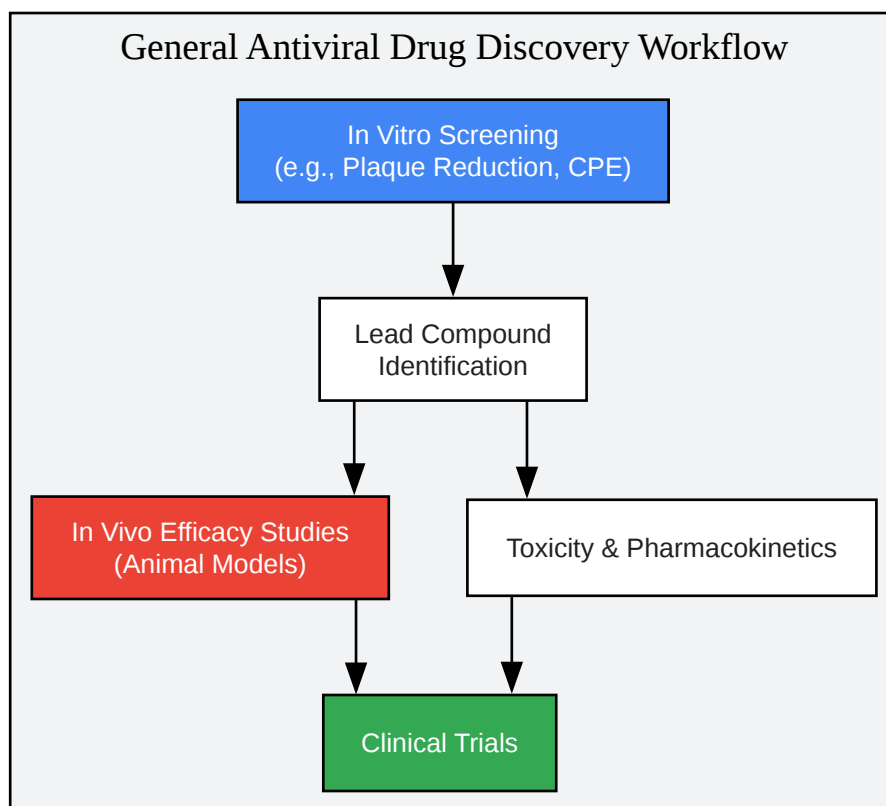 General Antiviral Drug Discovery Workflow
In Vitro Screening
(e.g., Plaque Reduction, CPE)
Lead Compound
Identification
In Vivo Efficacy Studies
(Animal Models)
Toxicity & Pharmacokinetics
Clinical Trials